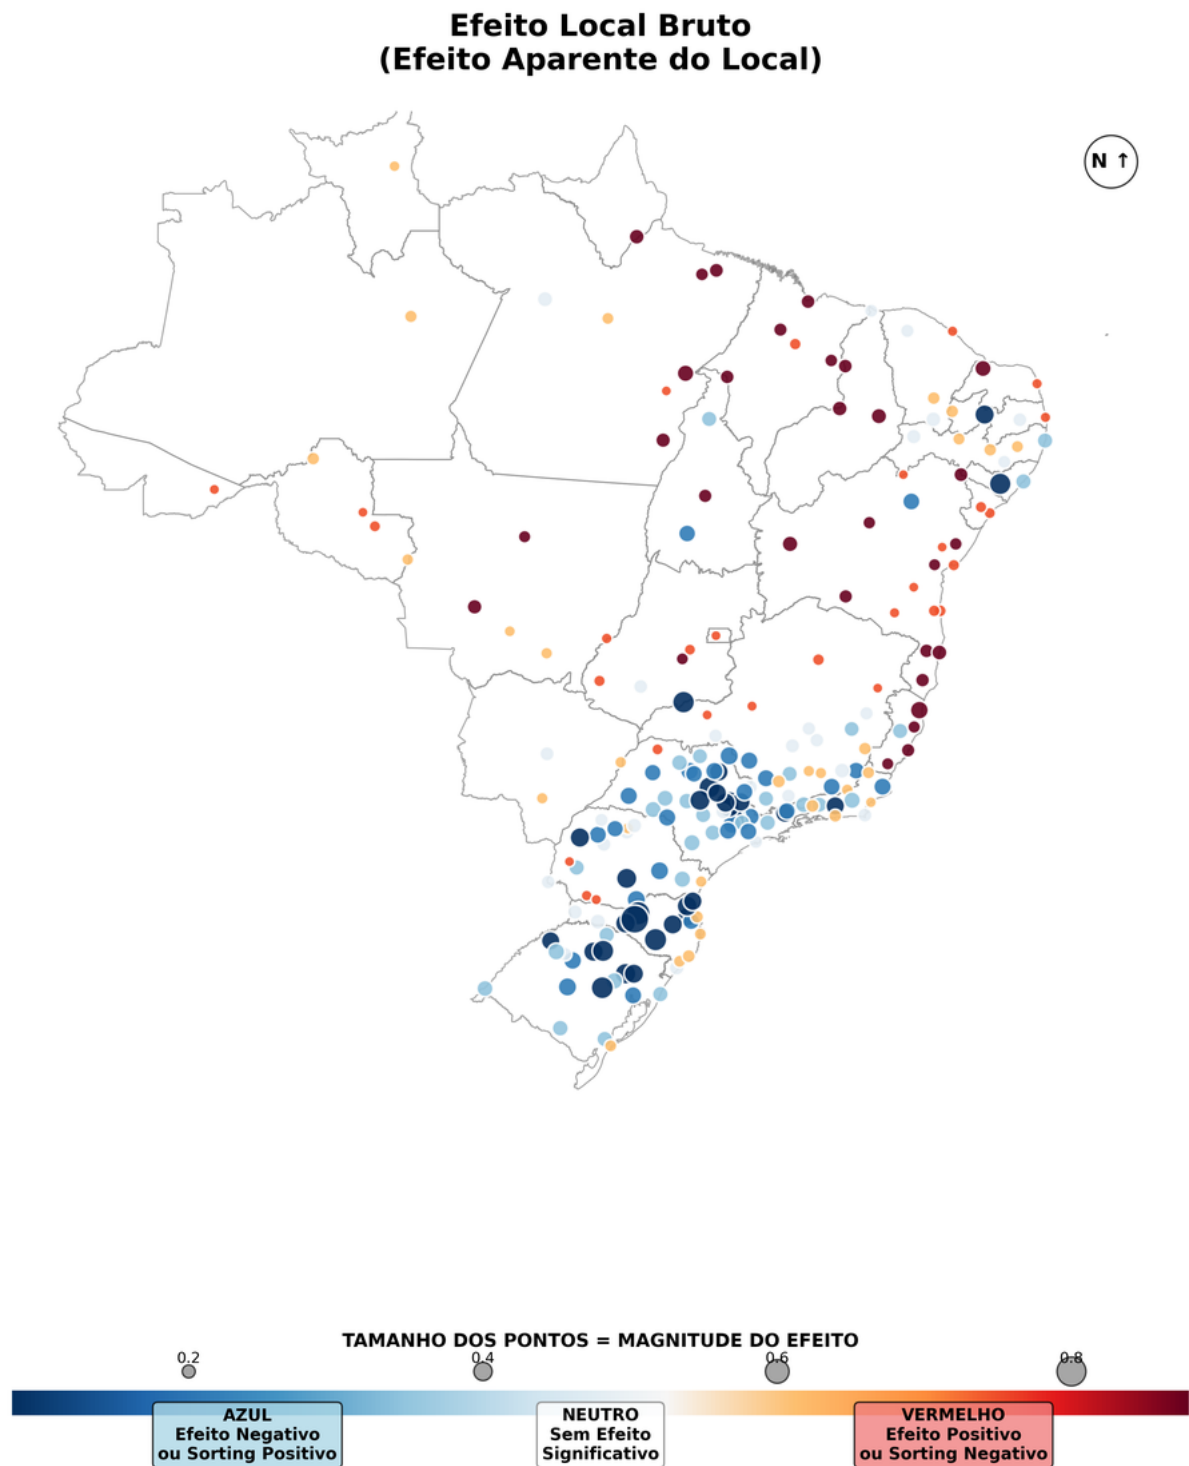 Efeito Local Bruto
(Efeito Aparente do Local)
N ↑
TAMANHO DOS PONTOS = MAGNITUDE DO EFEITO
0.2 0.4 0.6 0.8
AZUL
Efeito Negativo
ou Sorting Positivo
NEUTRO
Sem Efeito
Significativo
VERMELHO
Efeito Positivo
ou Sorting Negativo